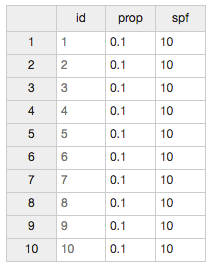 id prop spf
1 1 0.1 10
2 2 0.1 10
3 3 0.1 10
4 4 0.1 10
5 5 0.1 10
6 6 0.1 10
7 7 0.1 10
8 8 0.1 10
9 9 0.1 10
10 10 0.1 10